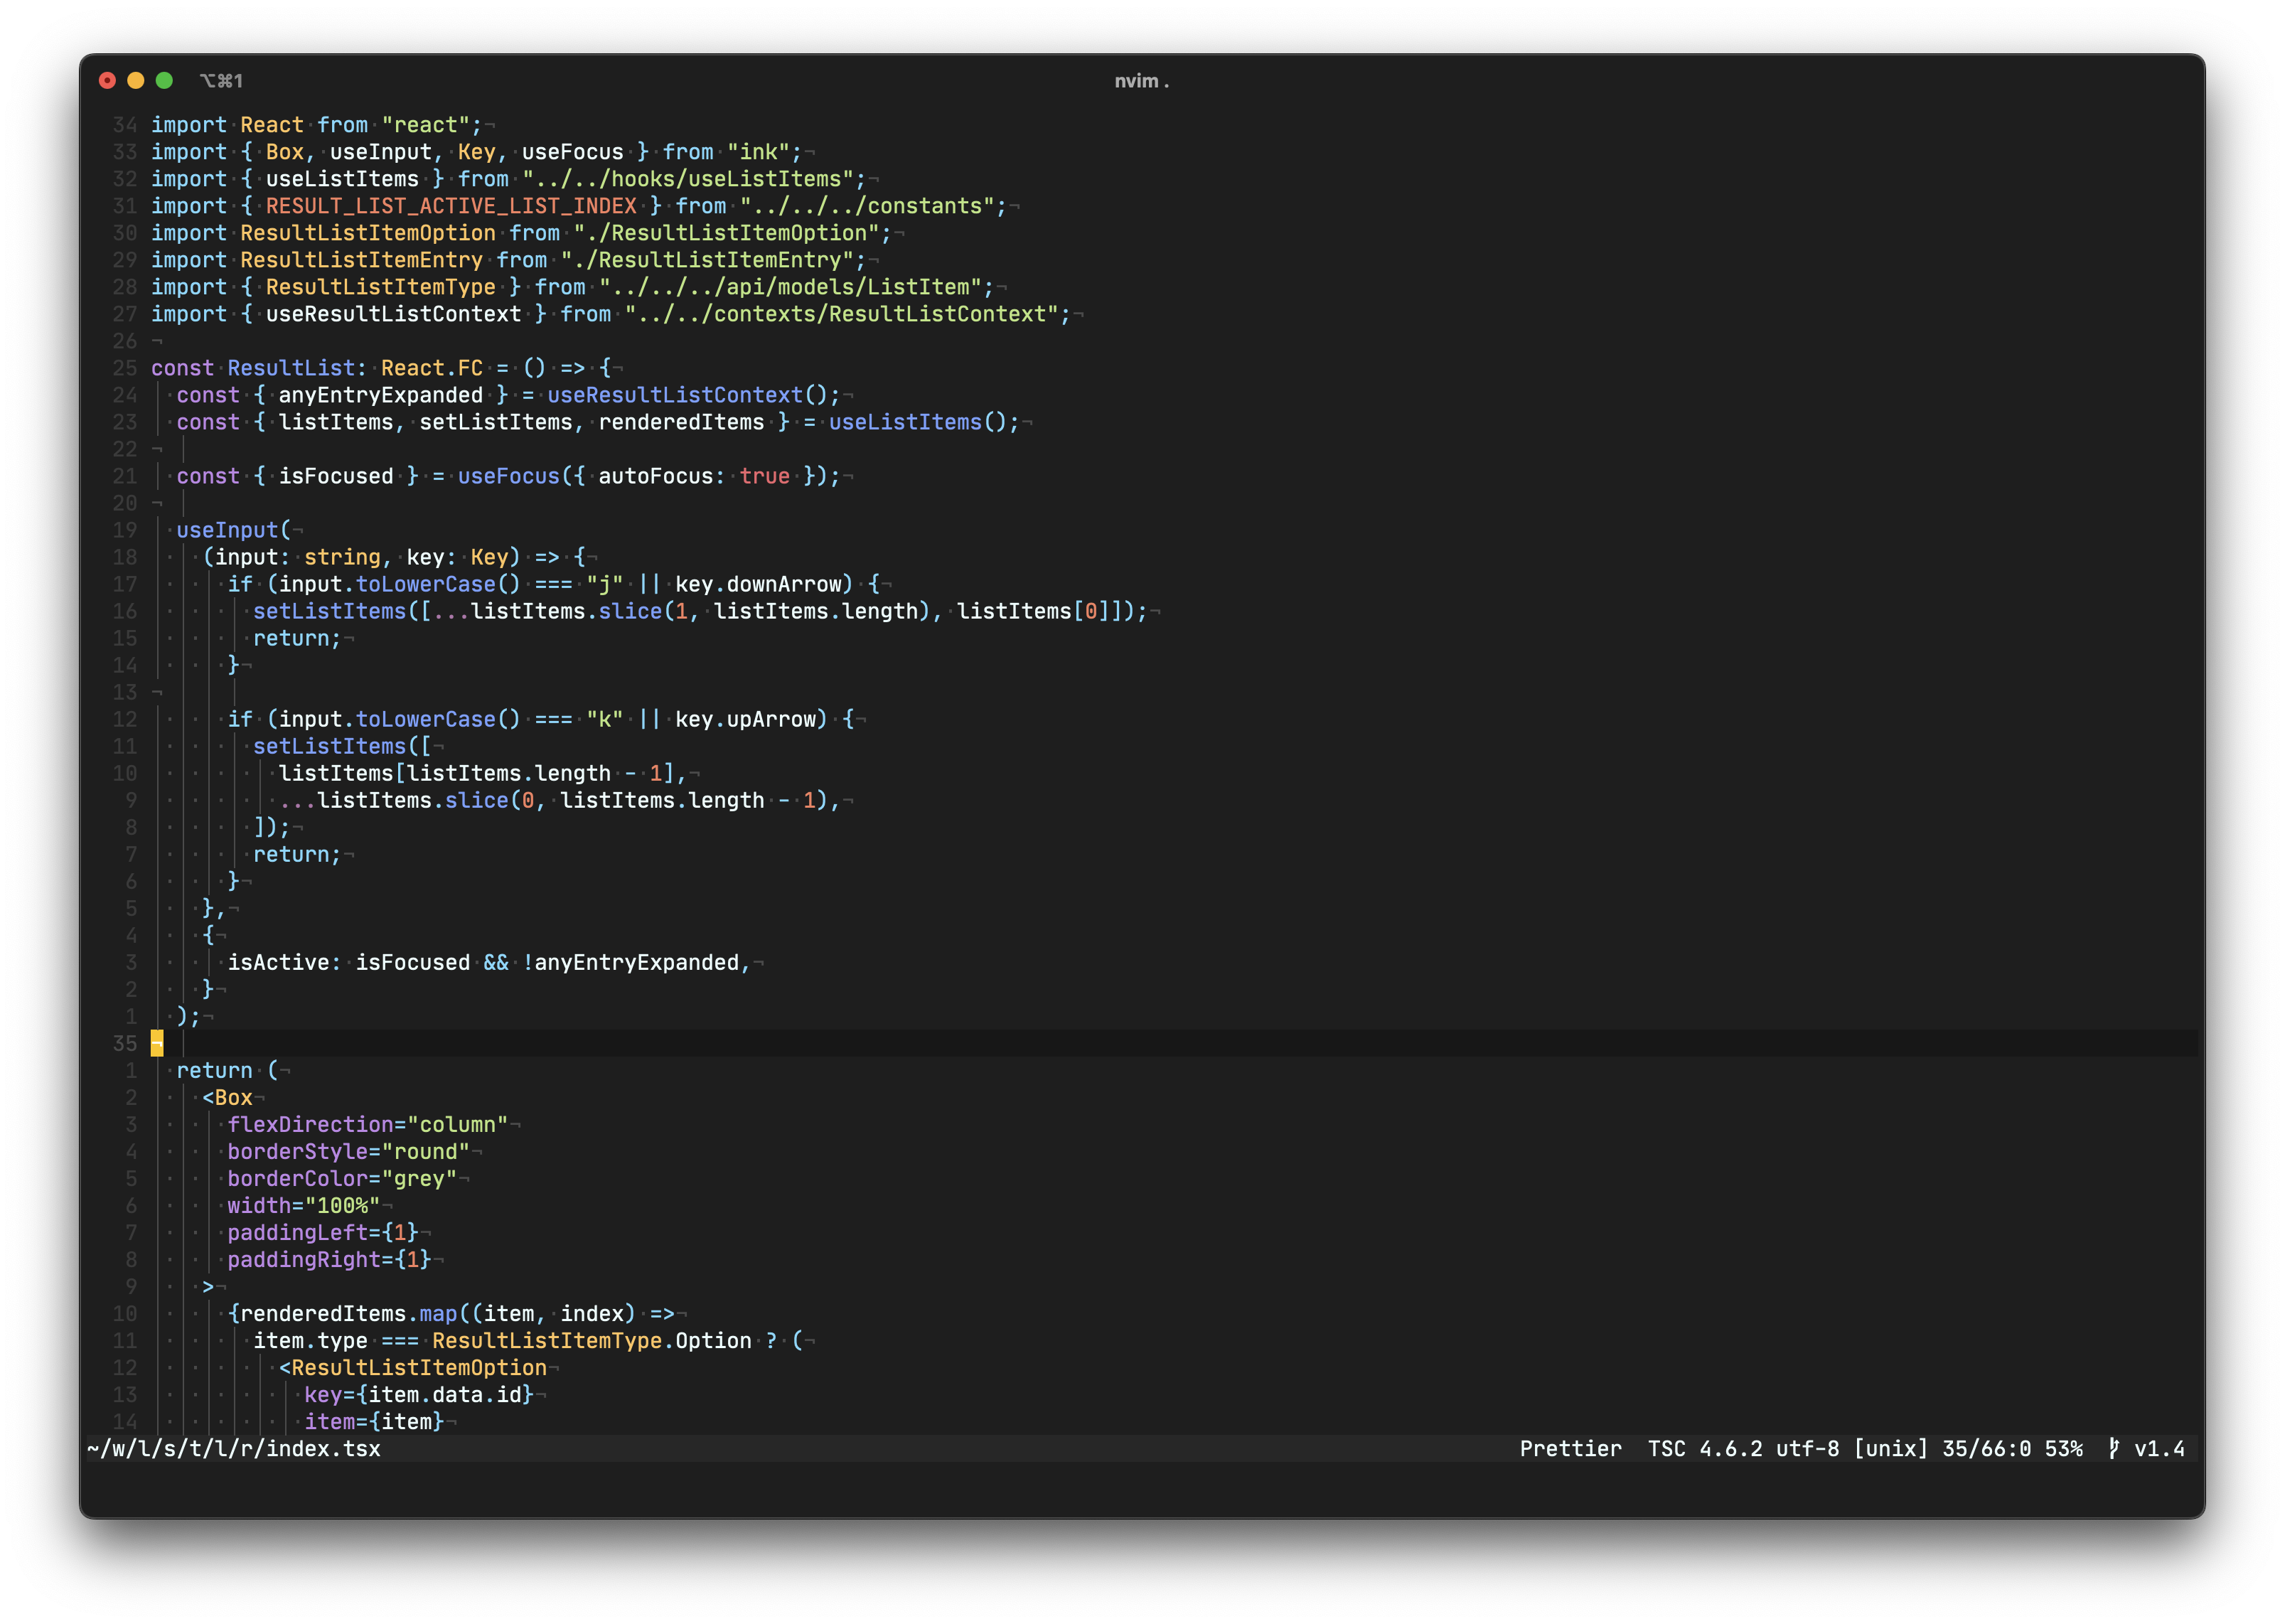 ⌥⌘1 nvim .
34 import React from "react";¬
33 import { Box, useInput, Key, useFocus } from "ink";¬
32 import { useListItems } from "../../hooks/useListItems";¬
31 import { RESULT_LIST_ACTIVE_LIST_INDEX } from "../../../constants";¬
30 import ResultListItemOption from "./ResultListItemOption";¬
29 import ResultListItemEntry from "./ResultListItemEntry";¬
28 import { ResultListItemType } from "../../../api/models/ListItem";¬
27 import { useResultListContext } from "../../contexts/ResultListContext";¬
26 ¬
25 const ResultList: React.FC = () => {¬
24   const { anyEntryExpanded } = useResultListContext();¬
23   const { listItems, setListItems, renderedItems } = useListItems();¬
22 ¬
21   const { isFocused } = useFocus({ autoFocus: true });¬
20 ¬
19   useInput(¬
18     (input: string, key: Key) => {¬
17       if (input.toLowerCase() === "j" || key.downArrow) {¬
16         setListItems([...listItems.slice(1, listItems.length), listItems[0]]);¬
15         return;¬
14       }¬
13 ¬
12       if (input.toLowerCase() === "k" || key.upArrow) {¬
11         setListItems([¬
10           listItems[listItems.length - 1],¬
9           ...listItems.slice(0, listItems.length - 1),¬
8         ]);¬
7         return;¬
6       }¬
5     },¬
4     {¬
3       isActive: isFocused && !anyEntryExpanded,¬
2     }¬
1   );¬
35 ¬
1   return (¬
2     <Box¬
3       flexDirection="column"¬
4       borderStyle="round"¬
5       borderColor="grey"¬
6       width="100%"¬
7       paddingLeft={1}¬
8       paddingRight={1}¬
9     >¬
10       {renderedItems.map((item, index) =>¬
11         item.type === ResultListItemType.Option ? (¬
12           <ResultListItemOption¬
13             key={item.data.id}¬
14             item={item}¬
~/w/l/s/t/l/r/index.tsx Prettier TSC 4.6.2 utf-8 [unix] 35/66:0 53% v1.4